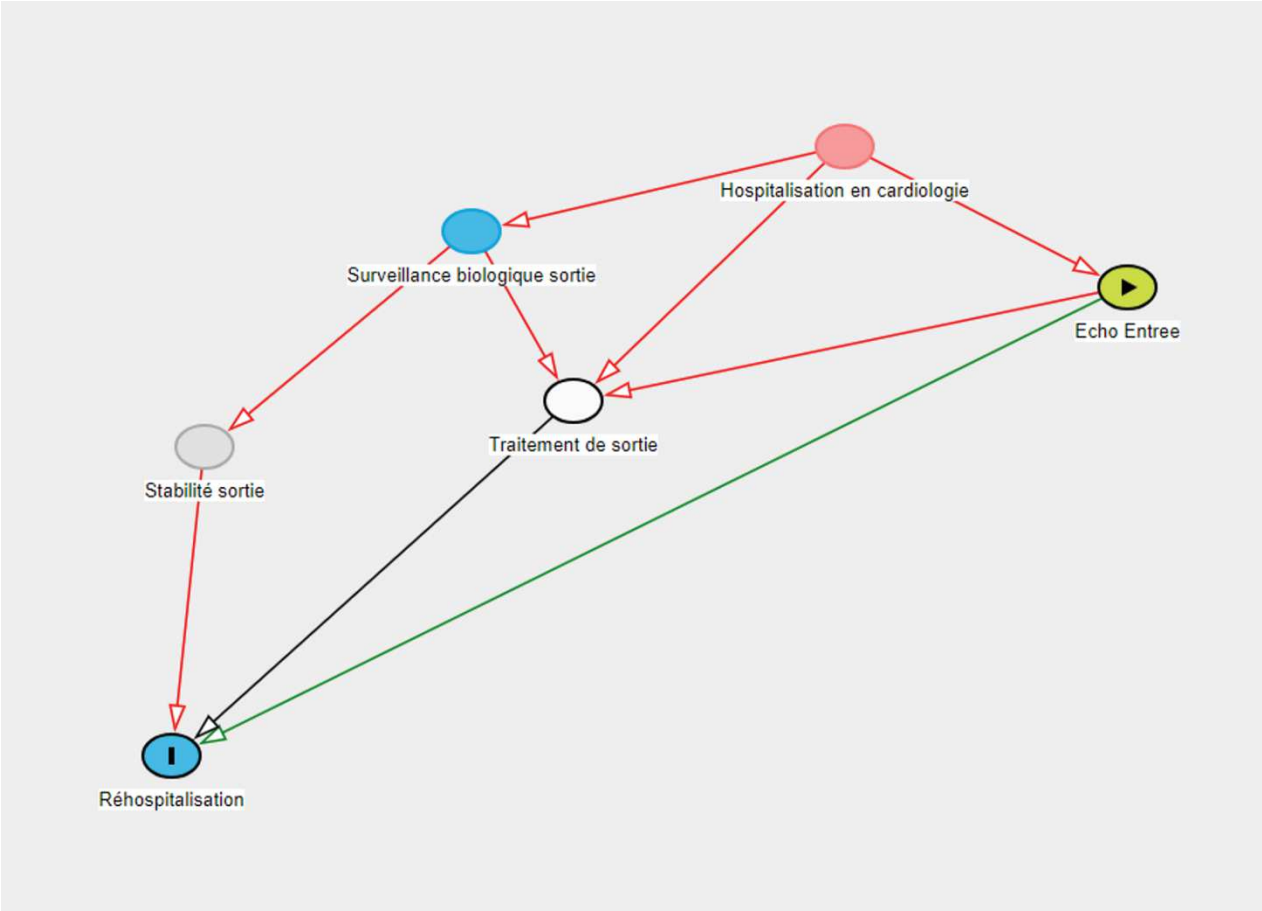 Hospitalisation en cardiologie
Surveillance biologique sortie
Echo Entree
Traitement de sortie
Stabilité sortie
Réhospitalisation